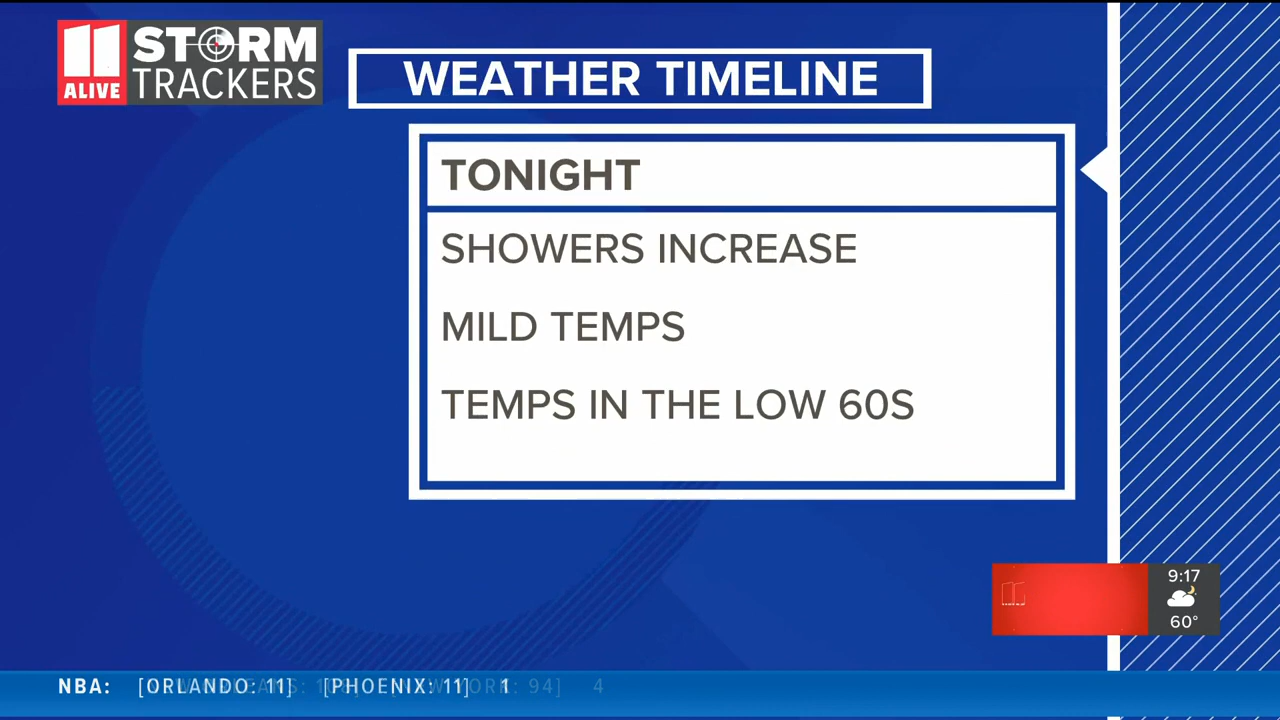 11 STORM
ALIVE TRACKERS
WEATHER TIMELINE
TONIGHT
SHOWERS INCREASE
MILD TEMPS
TEMPS IN THE LOW 60S
9:17
60°
NBA: [ORLANDO: 11] [PHOENIX: 11] 1